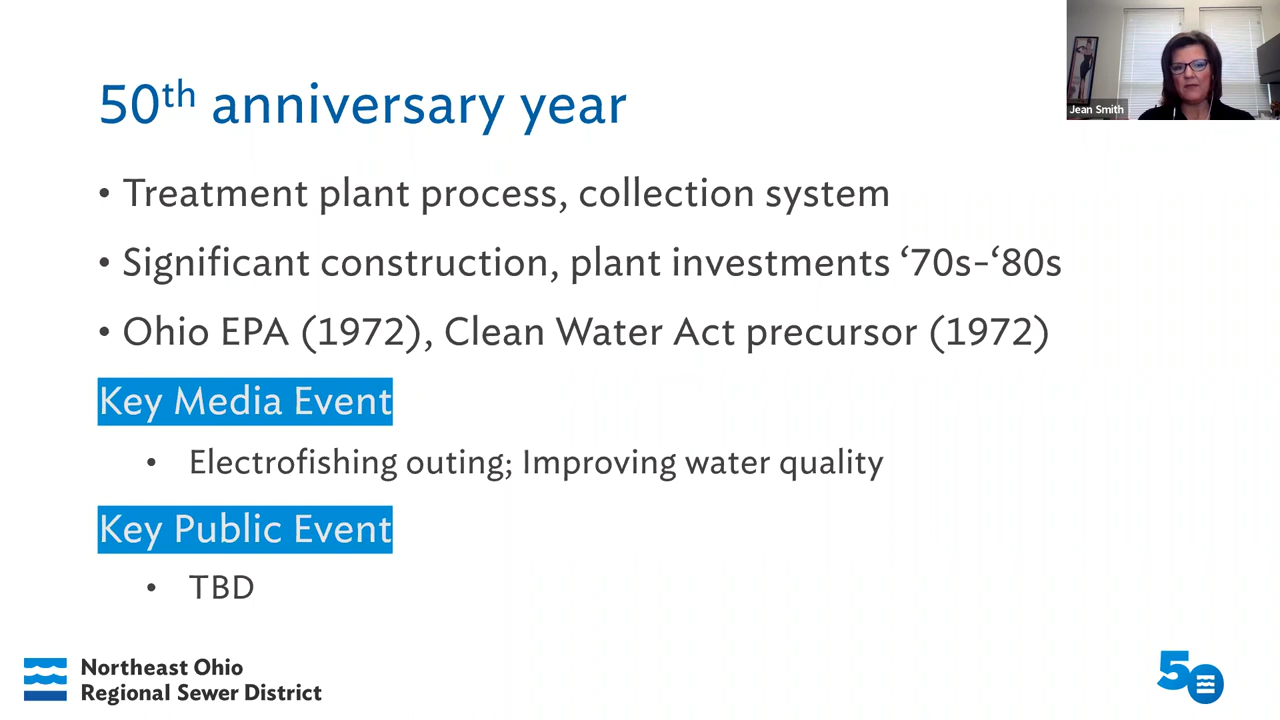 50th anniversary year
Jean Smith
• Treatment plant process, collection system
• Significant construction, plant investments ‘70s-‘80s
• Ohio EPA (1972), Clean Water Act precursor (1972)
Key Media Event
• Electrofishing outing; Improving water quality
Key Public Event
• TBD
Northeast Ohio
Regional Sewer District
50